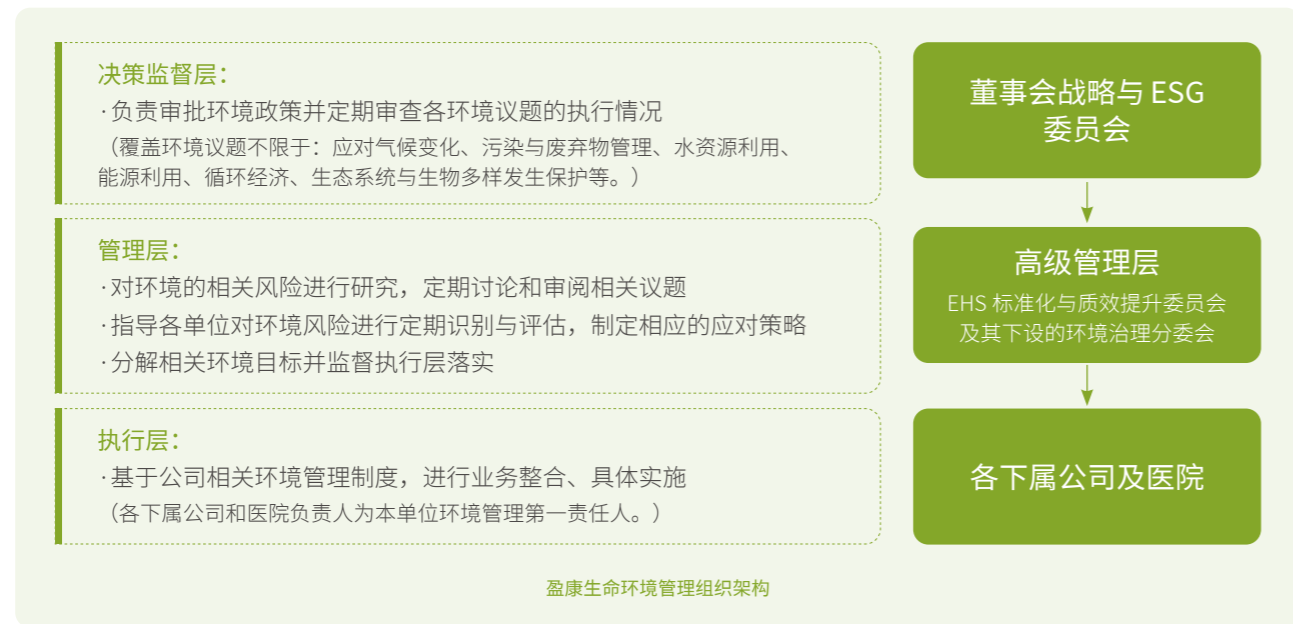 决策监督层：
·负责审批环境政策并定期审查各环境议题的执行情况
（覆盖环境议题不限于：应对气候变化、污染与废弃物管理、水资源利用、
能源利用、循环经济、生态系统与生物多样发生保护等。）
董事会战略与 ESG
委员会
管理层：
·对环境的相关风险进行研究，定期讨论和审阅相关议题
·指导各单位对环境风险进行定期识别与评估，制定相应的应对策略
·分解相关环境目标并监督执行层落实
高级管理层
EHS 标准化与质效提升委员会
及其下设的环境治理分委会
执行层：
·基于公司相关环境管理制度，进行业务整合、具体实施
（各下属公司和医院负责人为本单位环境管理第一责任人。）
各下属公司及医院
盈康生命环境管理组织架构